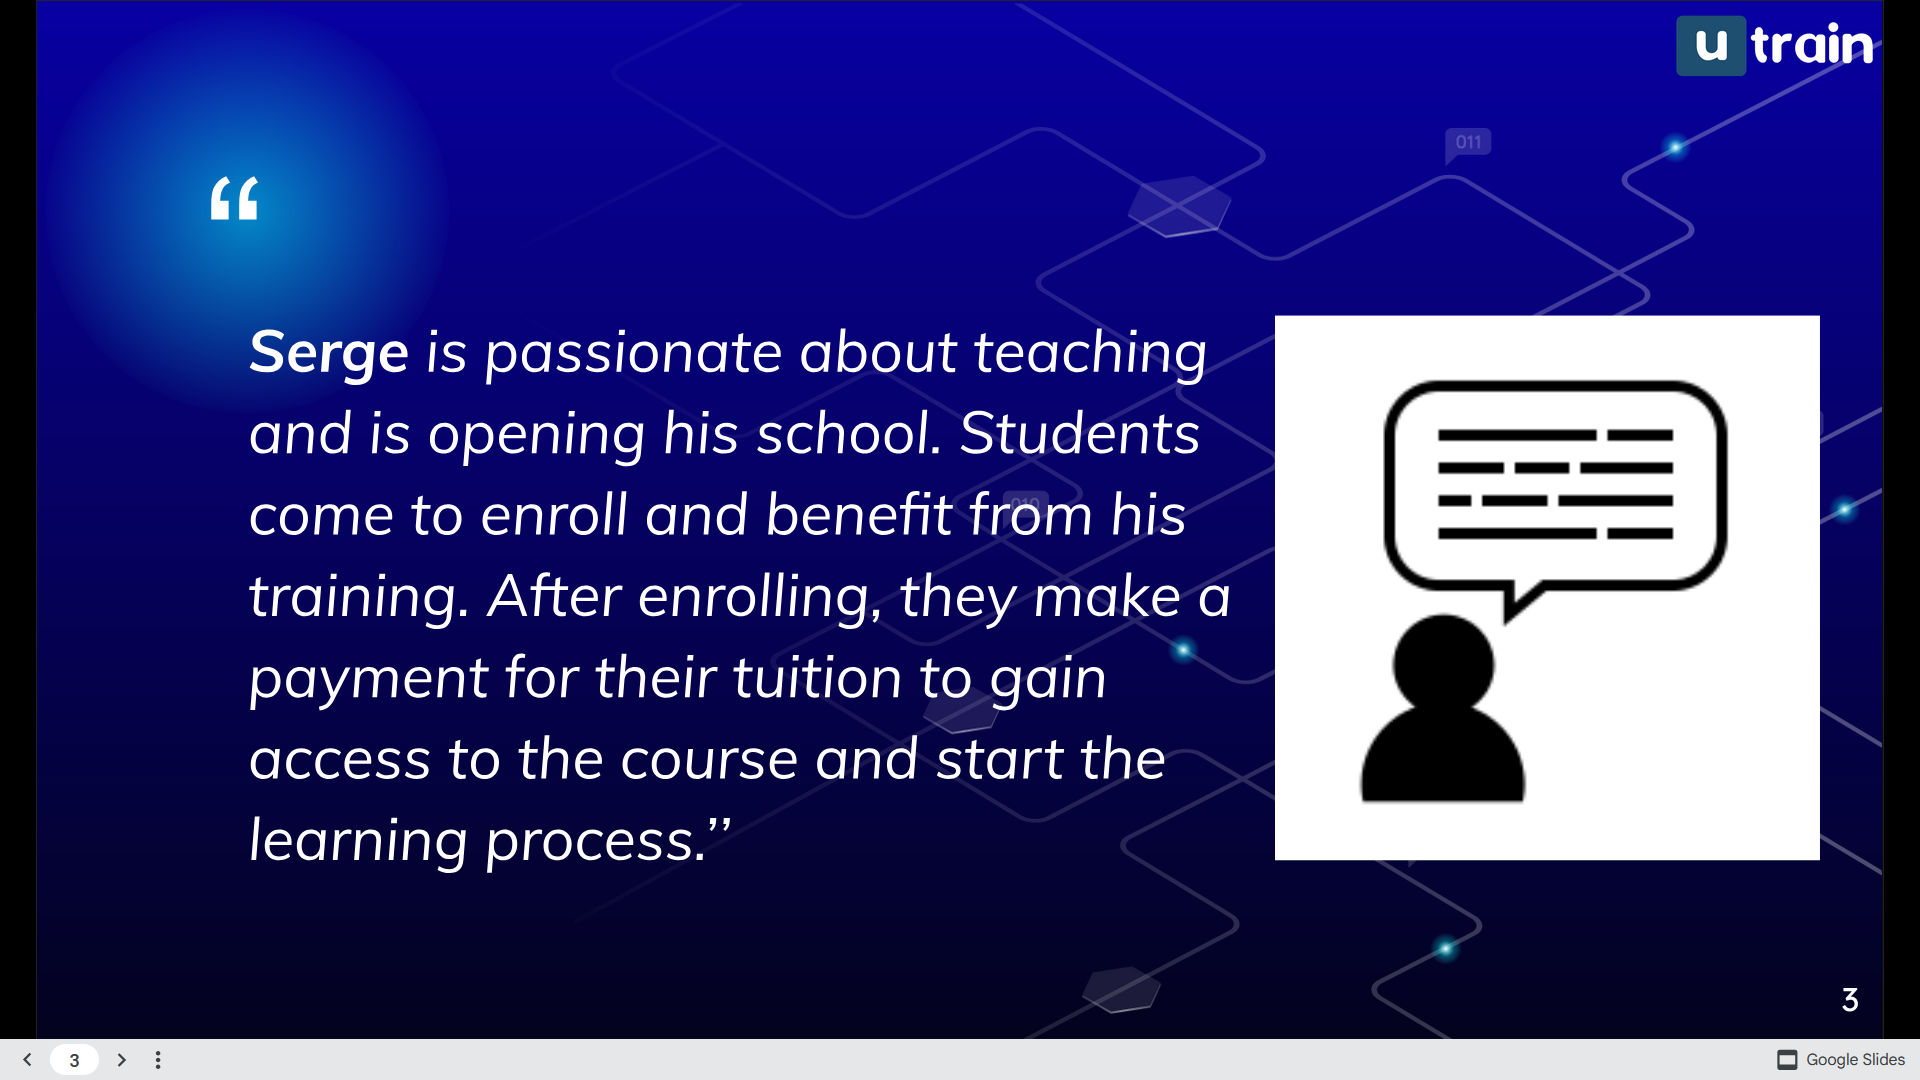 u train
011
“
Serge is passionate about teaching
and is opening his school. Students
come to enroll and benefit from his
010
training. After enrolling, they make a
payment for their tuition to gain
access to the course and start the
learning process.’’
3
3
Google Slides